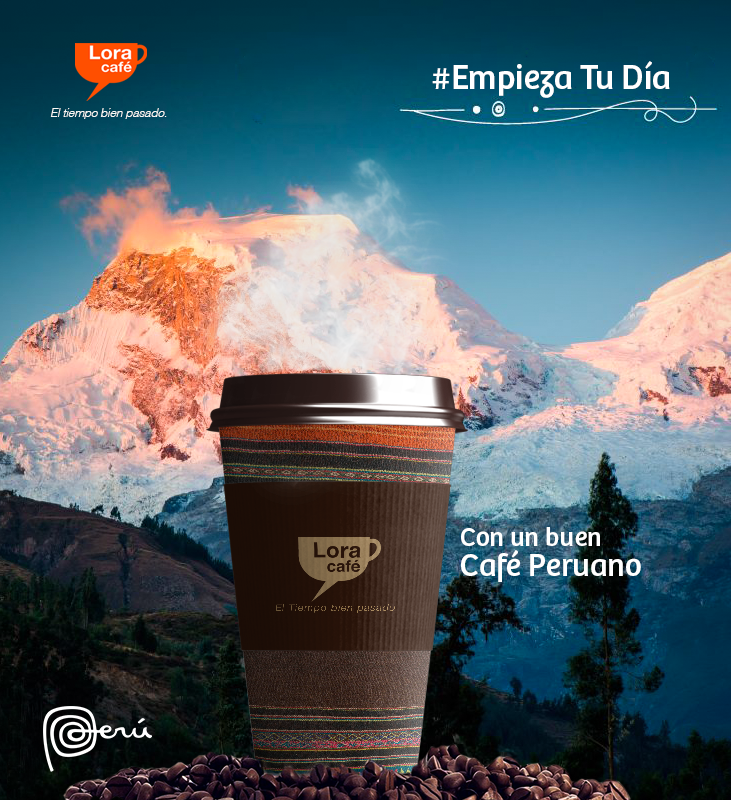 Lora
café
El tiempo bien pasado.
#Empieza Tu Día
Lora
café
El Tiempo bien pasado
Con un buen
Café Peruano
Perú